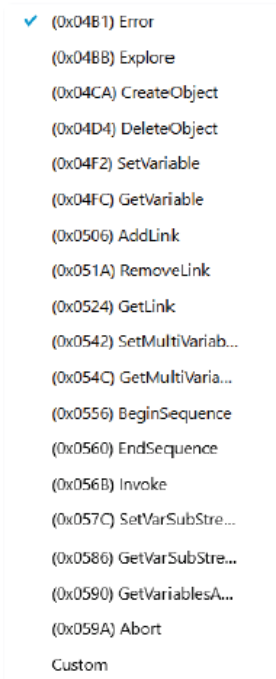 (0x04B1) Error
(0x04BB) Explore
(0x04CA) CreateObject
(0x04D4) DeleteObject
(0x04F2) SetVariable
(0x04FC) GetVariable
(0x0506) AddLink
(0x051A) RemoveLink
(0x0524) GetLink
(0x0542) SetMultiVariab...
(0x054C) GetMultiVaria...
(0x0556) BeginSequence
(0x0560) EndSequence
(0x056B) Invoke
(0x057C) SetVarSubStre...
(0x0586) GetVarSubStre...
(0x0590) GetVariablesA...
(0x059A) Abort
Custom